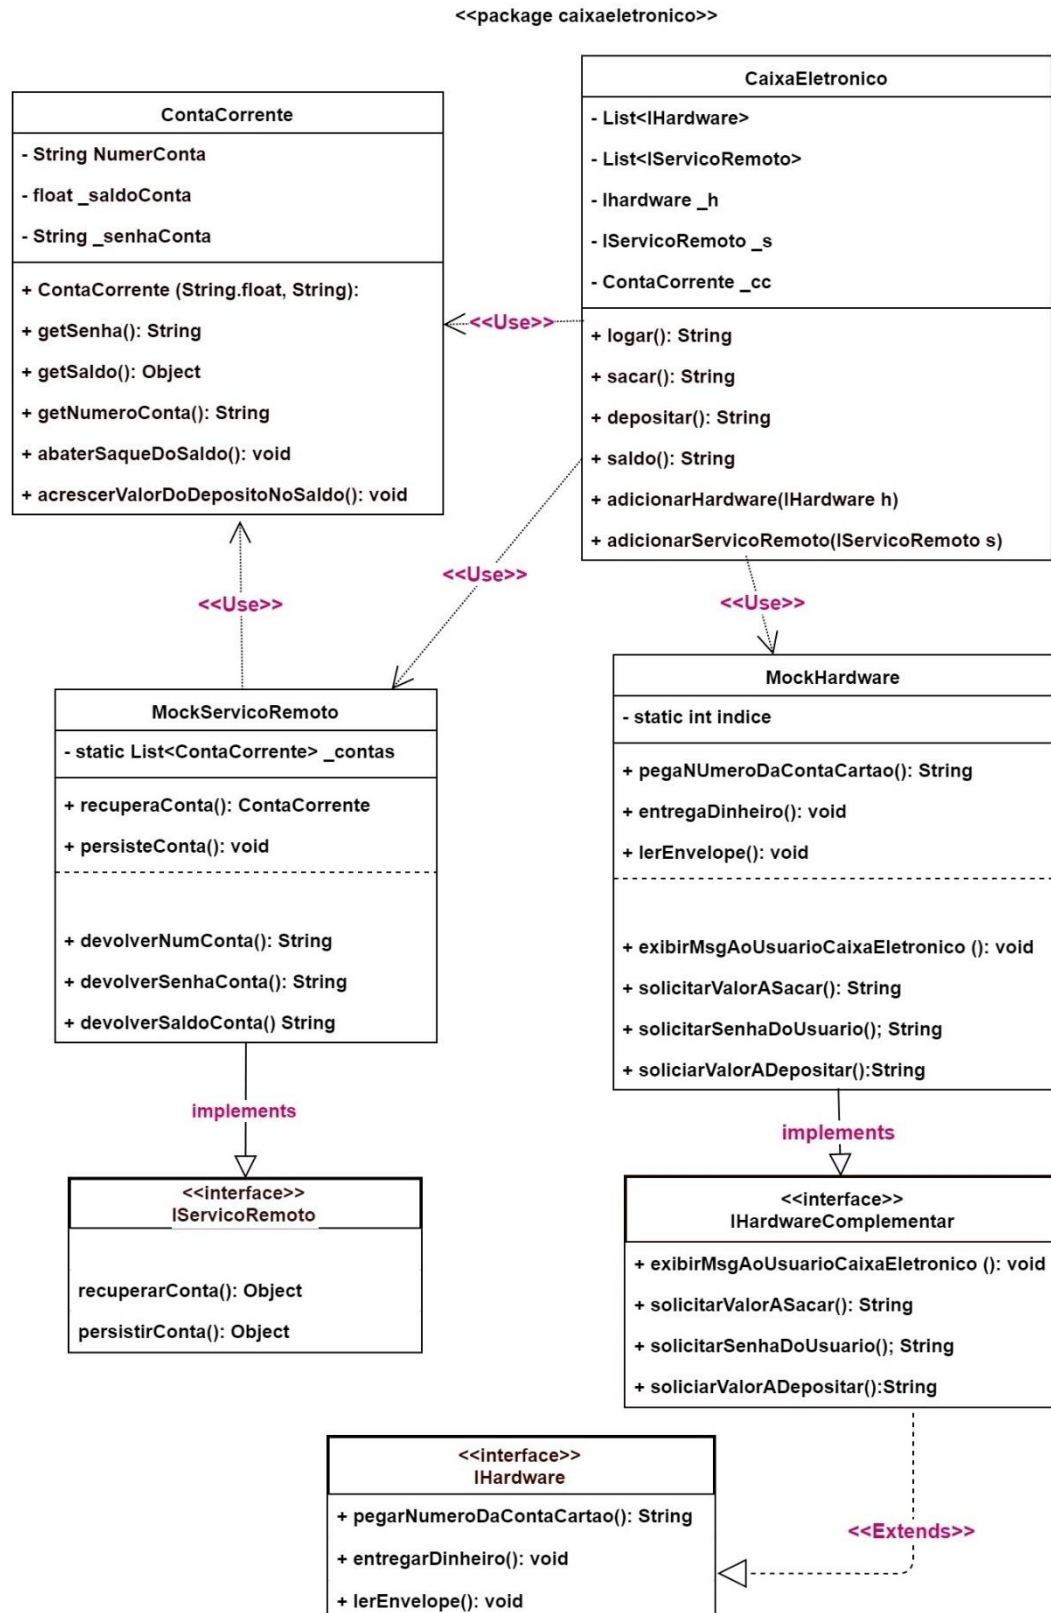 <<package caixaeletronico>>
ContaCorrente
- String NumerConta
- float _saldoConta
- String _senhaConta
+ ContaCorrente (String.float, String):
+ getSenha(): String
+ getSaldo(): Object
+ getNumeroConta(): String
+ abaterSaqueDoSaldo(): void
+ acrescerValorDoDepositoNoSaldo(): void
CaixaEletronico
- List<IHardware>
- List<IServicoRemoto>
- Ihardware _h
- IServicoRemoto _s
- ContaCorrente _cc
+ logar(): String
+ sacar(): String
+ depositar(): String
+ saldo(): String
+ adicionarHardware(IHardware h)
+ adicionarServicoRemoto(IServicoRemoto s)
<<Use>>
<<Use>>
<<Use>>
<<Use>>
MockServicoRemoto
- static List<ContaCorrente> _contas
+ recuperaConta(): ContaCorrente
+ persisteConta(): void
+ devolverNumConta(): String
+ devolverSenhaConta(): String
+ devolverSaldoConta() String
MockHardware
- static int indice
+ pegaNUmeroDaContaCartao(): String
+ entregaDinheiro(): void
+ lerEnvelope(): void
+ exibirMsgAoUsuarioCaixaEletronico (): void
+ solicitarValorASacar(): String
+ solicitarSenhaDoUsuario(); String
+ soliciarValorADepositar():String
implements
implements
<<interface>>
IServicoRemoto
recuperarConta(): Object
persistirConta(): Object
<<interface>>
IHardwareComplementar
+ exibirMsgAoUsuarioCaixaEletronico (): void
+ solicitarValorASacar(): String
+ solicitarSenhaDoUsuario(); String
+ soliciarValorADepositar():String
<<interface>>
IHardware
+ pegarNumeroDaContaCartao(): String
+ entregarDinheiro(): void
+ lerEnvelope(): void
<<Extends>>